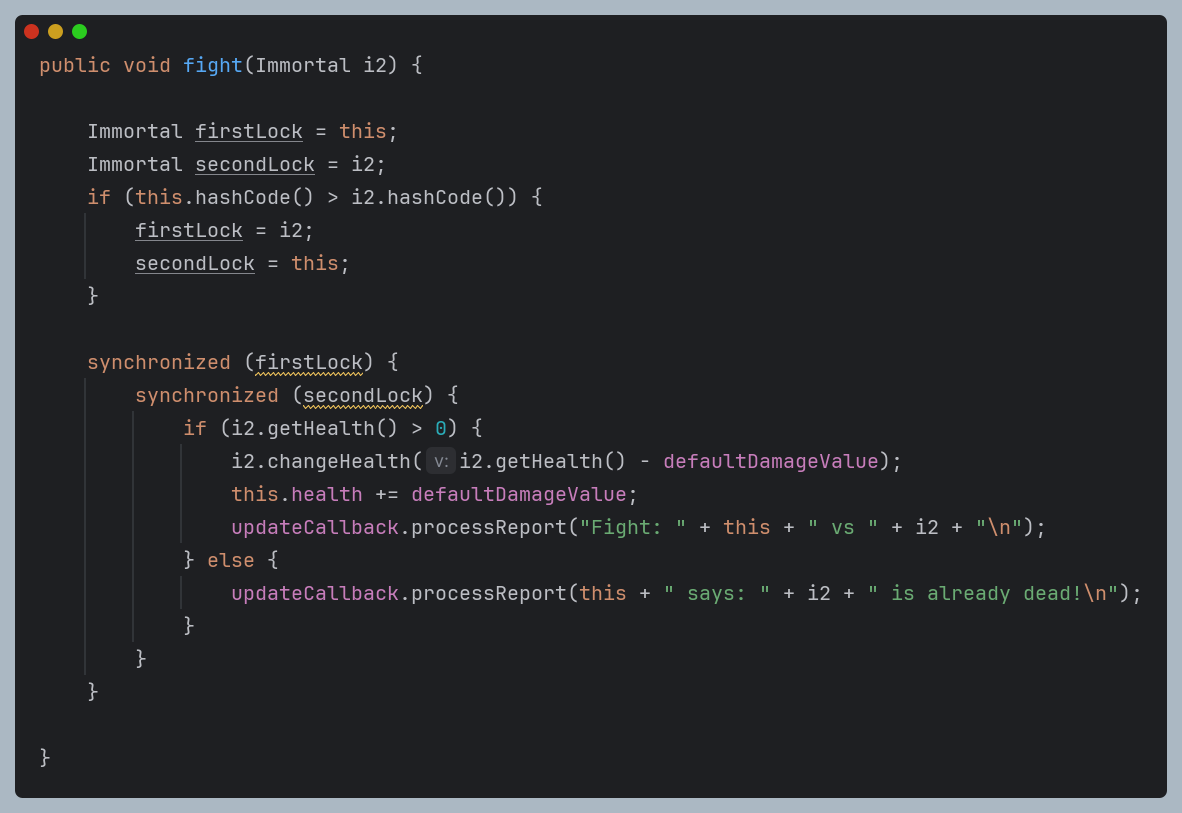 public void fight(Immortal i2) {
    Immortal firstLock = this;
    Immortal secondLock = i2;
    if (this.hashCode() > i2.hashCode()) {
        firstLock = i2;
        secondLock = this;
    }
    synchronized (firstLock) {
        synchronized (secondLock) {
            if (i2.getHealth() > 0) {
                i2.changeHealth( v: i2.getHealth() - defaultDamageValue);
                this.health += defaultDamageValue;
                updateCallback.processReport("Fight: " + this + " vs " + i2 + "\n");
            } else {
                updateCallback.processReport(this + " says: " + i2 + " is already dead!\n");
            }
        }
    }
}